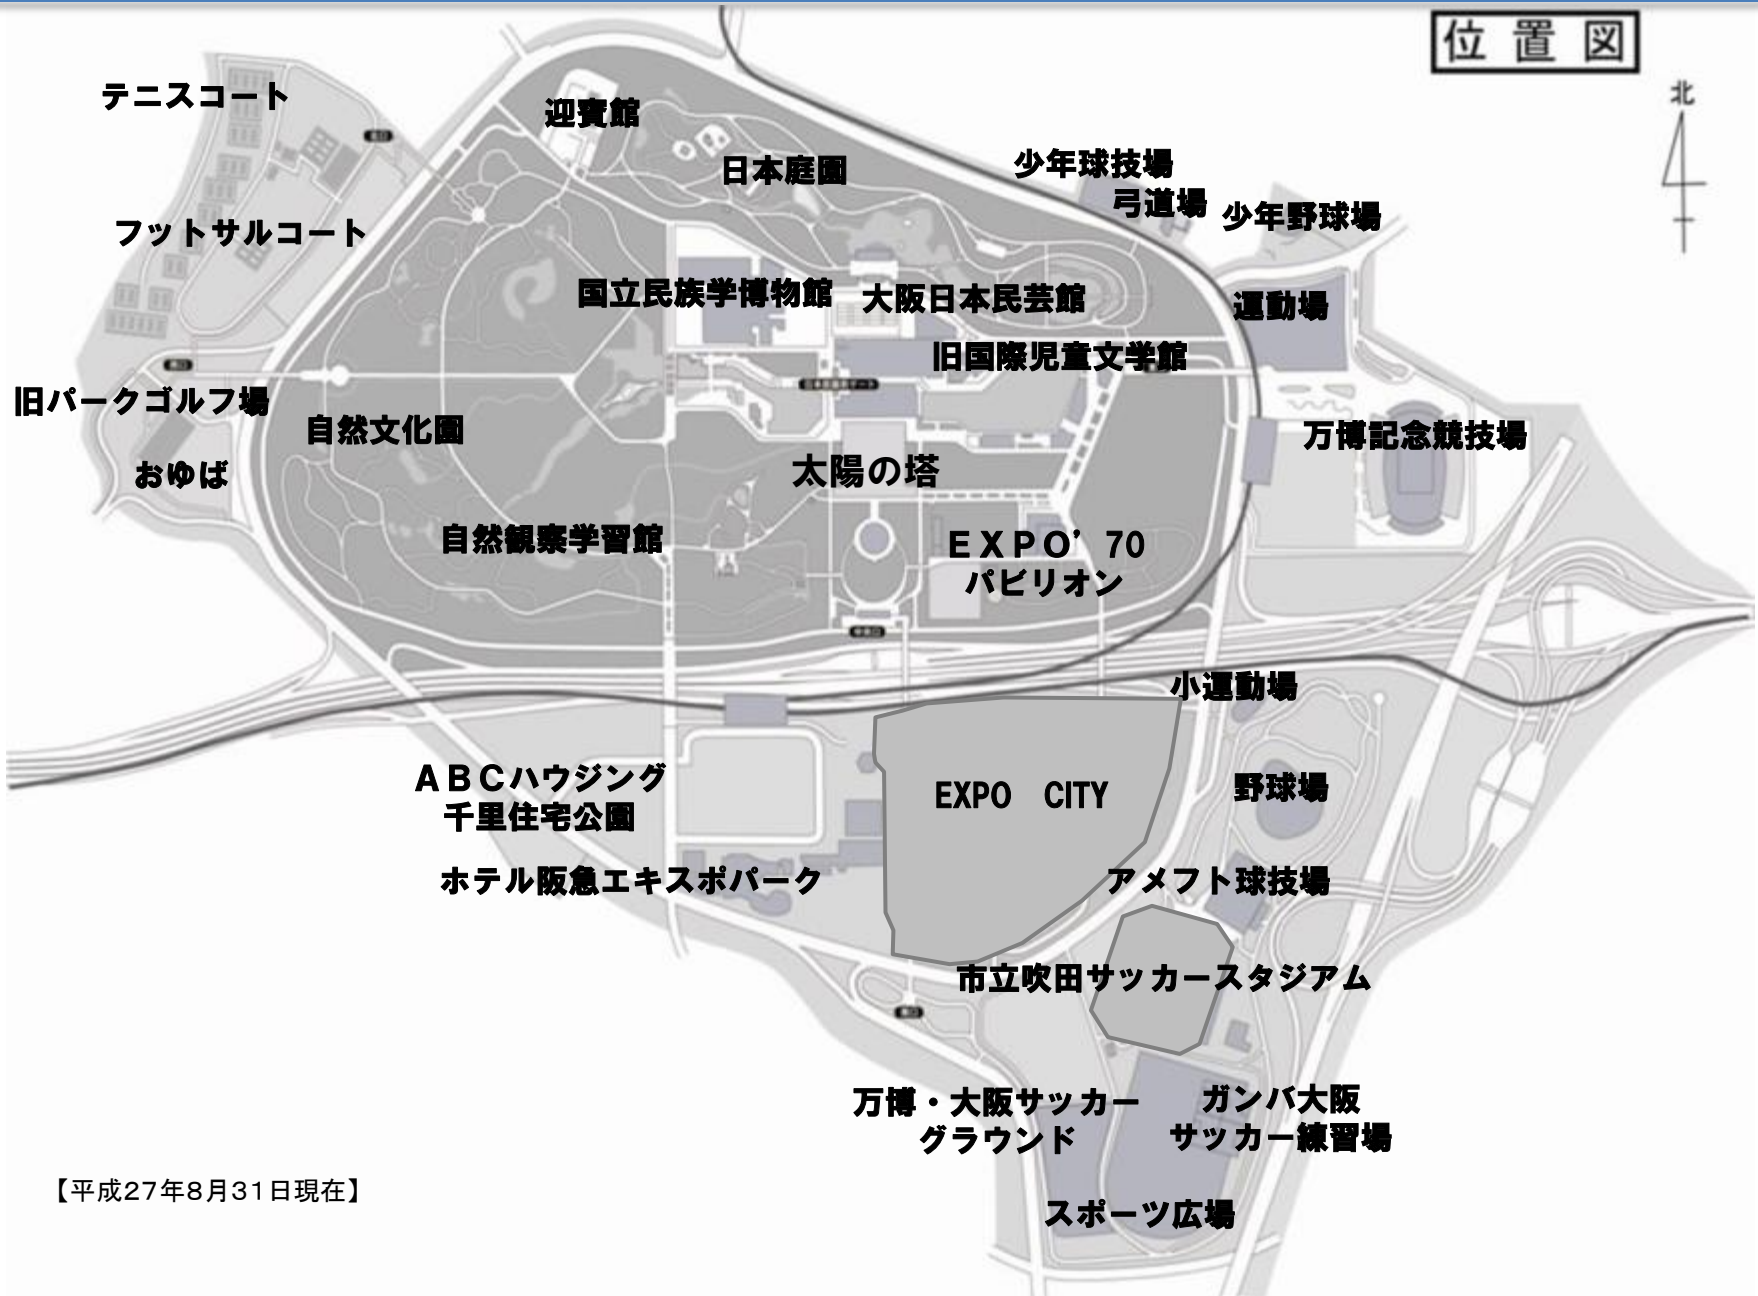 位置図
北
テニスコート
迎賓館
日本庭園
少年球技場
弓道場
少年野球場
フットサルコート
国立民族学博物館
大阪日本民芸館
運動場
旧国際児童文学館
旧パークゴルフ場
自然文化園
万博記念競技場
おゆば
太陽の塔
自然観察学習館
ＥＸＰＯ’70
パビリオン
小運動場
ＡＢＣハウジング
千里住宅公園
EXPO　CITY
野球場
ホテル阪急エキスポパーク
アメフト球技場
市立吹田サッカースタジアム
万博・大阪サッカー
グラウンド
ガンバ大阪
サッカー練習場
スポーツ広場
【平成27年8月31日現在】